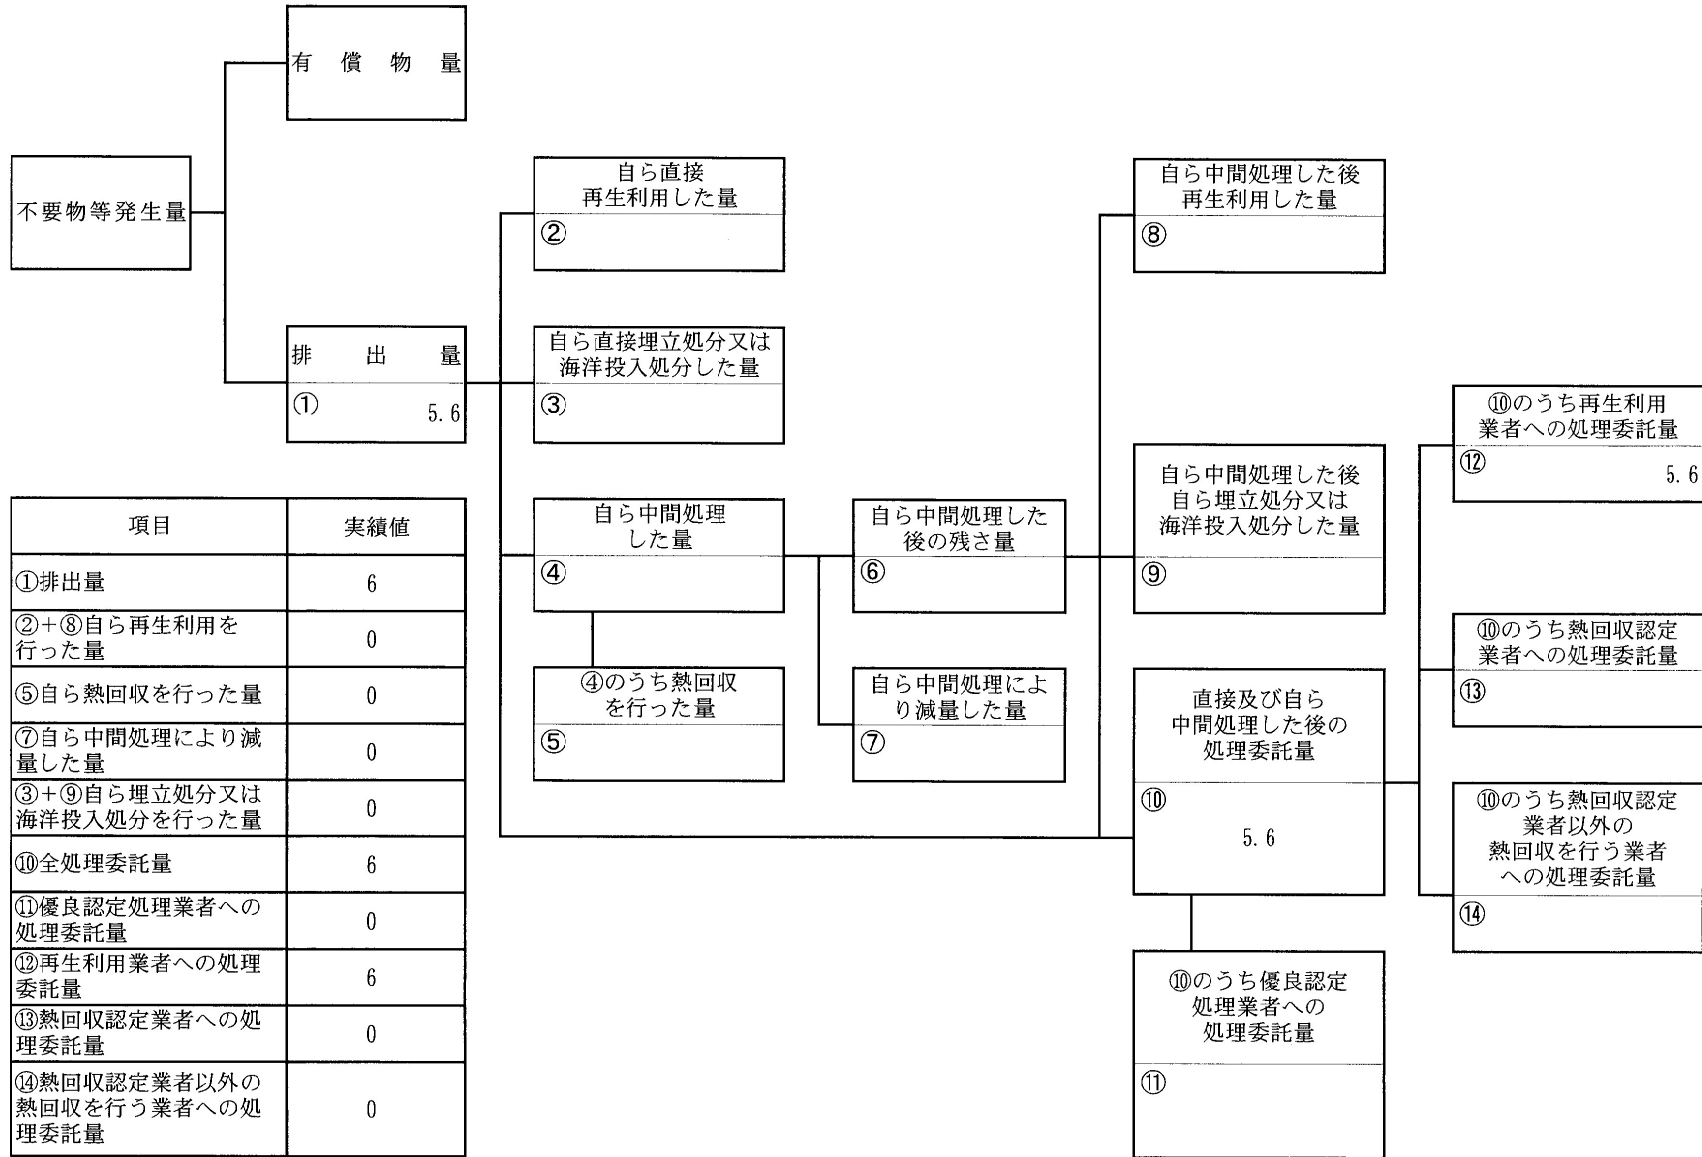 有償物量
不要物等発生量
排出量
① 5.6
自ら直接
再生利用した量
②
自ら直接埋立処分又は
海洋投入処分した量
③
自ら中間処理
した量
④
④のうち熱回収
を行った量
⑤
自ら中間処理した
後の残さ量
⑥
自ら中間処理によ
り減量した量
⑦
自ら中間処理した後
再生利用した量
⑧
自ら中間処理した後
自ら埋立処分又は
海洋投入処分した量
⑨
直接及び自ら
中間処理した後の
処理委託量
⑩
5.6
⑩のうち優良認定
処理業者への
処理委託量
⑪
⑩のうち再生利用
業者への処理委託量
⑫ 5.6
⑩のうち熱回収認定
業者への処理委託量
⑬
⑩のうち熱回収認定
業者以外の
熱回収を行う業者
への処理委託量
⑭
項目 実績値
①排出量 6
②+⑧自ら再生利用を
行った量 0
⑤自ら熱回収を行った量 0
⑦自ら中間処理により減
量した量 0
③+⑨自ら埋立処分又は
海洋投入処分を行った量 0
⑩全処理委託量 6
⑪優良認定処理業者への
処理委託量 0
⑫再生利用業者への処理
委託量 6
⑬熱回収認定業者への処
理委託量 0
⑭熱回収認定業者以外の
熱回収を行う業者への処
理委託量 0